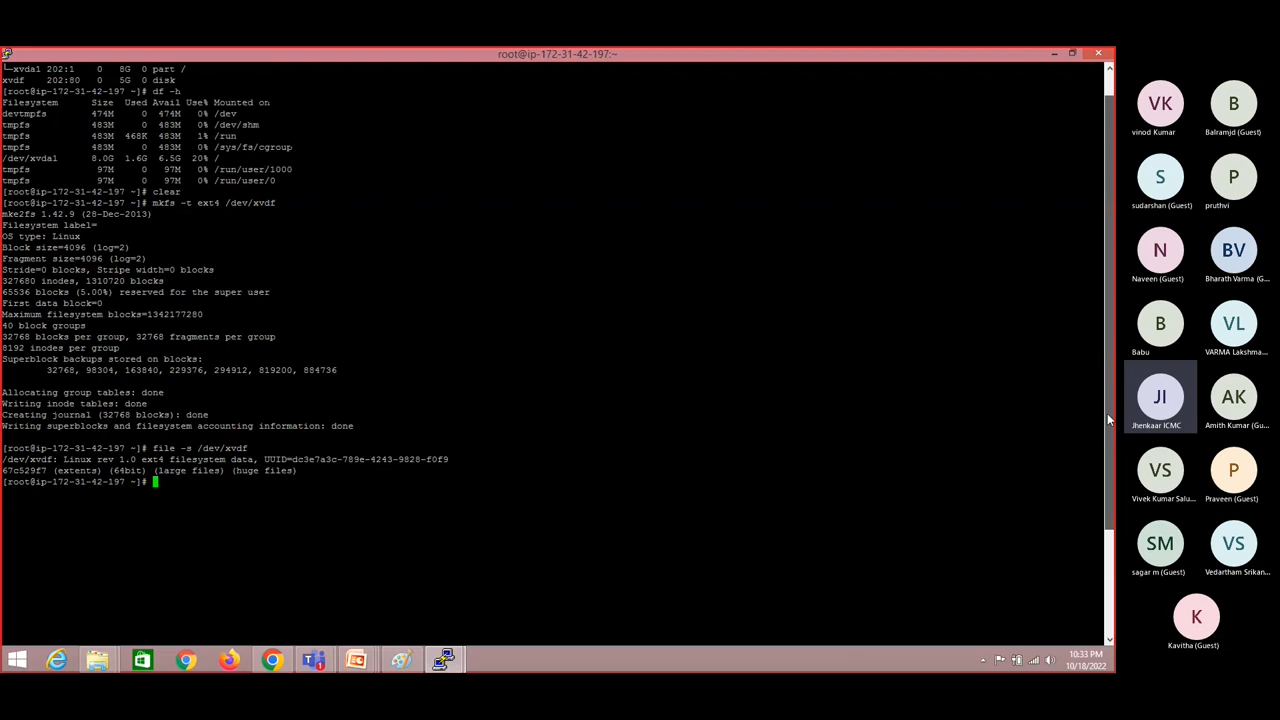 root@ip-172-31-42-197:~
└─xvda1 202:1    0   8G  0 part /
xvdf    202:80   0   5G  0 disk
[root@ip-172-31-42-197 ~]# df -h
Filesystem      Size  Used Avail Use% Mounted on
devtmpfs        474M     0  474M   0% /dev
tmpfs           483M     0  483M   0% /dev/shm
tmpfs           483M  468K  483M   1% /run
tmpfs           483M     0  483M   0% /sys/fs/cgroup
/dev/xvda1      8.0G  1.6G  6.5G  20% /
tmpfs            97M     0   97M   0% /run/user/1000
tmpfs            97M     0   97M   0% /run/user/0
[root@ip-172-31-42-197 ~]# clear
[root@ip-172-31-42-197 ~]# mkfs -t ext4 /dev/xvdf
mke2fs 1.42.9 (28-Dec-2013)
Filesystem label=
OS type: Linux
Block size=4096 (log=2)
Fragment size=4096 (log=2)
Stride=0 blocks, Stripe width=0 blocks
327680 inodes, 1310720 blocks
65536 blocks (5.00%) reserved for the super user
First data block=0
Maximum filesystem blocks=1342177280
40 block groups
32768 blocks per group, 32768 fragments per group
8192 inodes per group
Superblock backups stored on blocks:
32768, 98304, 163840, 229376, 294912, 819200, 884736
Allocating group tables: done
Writing inode tables: done
Creating journal (32768 blocks): done
Writing superblocks and filesystem accounting information: done
[root@ip-172-31-42-197 ~]# file -s /dev/xvdf
/dev/xvdf: Linux rev 1.0 ext4 filesystem data, UUID=dc3e7a3c-789e-4243-9828-f0f9
67c529f7 (extents) (64bit) (large files) (huge files)
[root@ip-172-31-42-197 ~]#
10:33 PM
10/18/2022
VK
B
vinod Kumar
Balramjd (Guest)
S
P
sudarshan (Guest)
pruthvi
N
BV
Naveen (Guest)
Bharath Varma (G...
B
VL
Babu
VARMA Lakshma...
JI
AK
Jhenkaar ICMC
Amith Kumar (Gu...
VS
P
Vivek Kumar Salu...
Praveen (Guest)
SM
VS
sagar m (Guest)
Vedartham Srikan...
K
Kavitha (Guest)